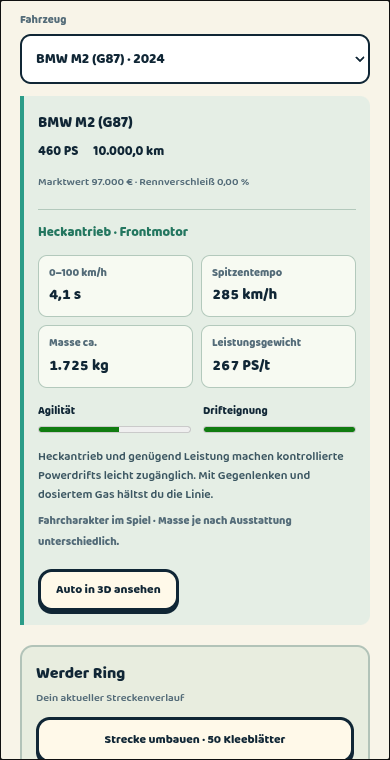 Fahrzeug
BMW M2 (G87) · 2024
BMW M2 (G87)
460 PS 10.000,0 km
Marktwert 97.000 € · Rennverschleiß 0,00 %
Heckantrieb · Frontmotor
0–100 km/h
4,1 s
Spitzentempo
285 km/h
Masse ca.
1.725 kg
Leistungsgewicht
267 PS/t
Agilität
Drifteignung
Heckantrieb und genügend Leistung machen kontrollierte
Powerdrifts leicht zugänglich. Mit Gegenlenken und
dosiertem Gas hältst du die Linie.
Fahrcharakter im Spiel · Masse je nach Ausstattung
unterschiedlich.
Auto in 3D ansehen
Werder Ring
Dein aktueller Streckenverlauf
Strecke umbauen · 50 Kleeblätter